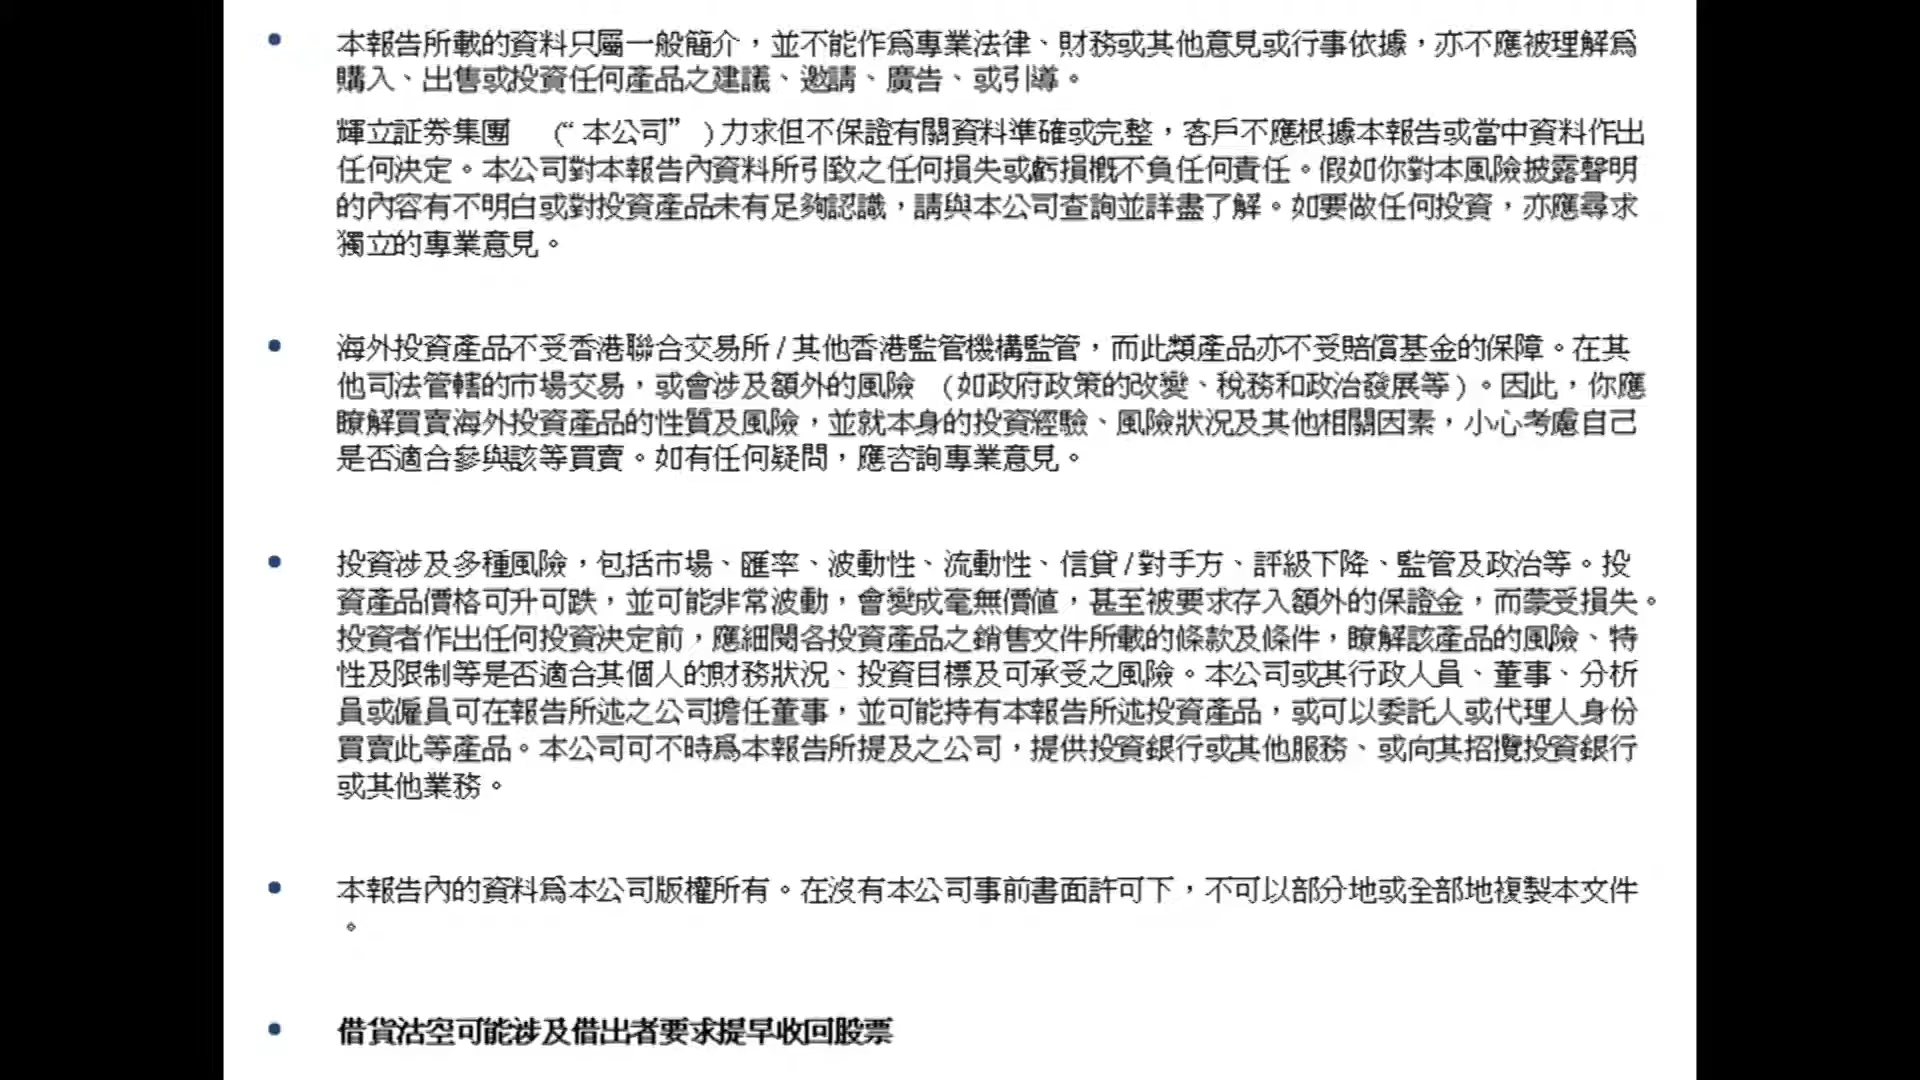 本報告所載的資料只屬一般簡介，並不能作為專業法律、財務或其他意見或行事依據，亦不應被理解為
購入、出售或投資任何產品之建議、邀請、廣告、或引導。
輝立証券集團 (“本公司”)力求但不保證有關資料準確或完整，客戶不應根據本報告或當中資料作出
任何決定。本公司對本報告內資料所引致之任何損失或虧損概不負任何責任。假如你對本風險披露聲明
的內容有不明白或對投資產品未有足夠認識，請與本公司查詢並詳盡了解。如要做任何投資，亦應尋求
獨立的專業意見。
海外投資產品不受香港聯合交易所/其他香港監管機構監管，而此類產品亦不受賠償基金的保障。在其
他司法管轄的市場交易，或會涉及額外的風險 (如政府政策的改變、稅務和政治發展等)。因此，你應
瞭解買賣海外投資產品的性質及風險，並就本身的投資經驗、風險狀況及其他相關因素，小心考慮自己
是否適合參與該等買賣。如有任何疑問，應咨詢專業意見。
投資涉及多種風險，包括市場、匯率、波動性、流動性、信貸/對手方、評級下降、監管及政治等。投
資產品價格可升可跌，並可能非常波動，會變成毫無價值，甚至被要求存入額外的保證金，而蒙受損失。
投資者作出任何投資決定前，應細閱各投資產品之銷售文件所載的條款及條件，瞭解該產品的風險、特
性及限制等是否適合其個人的財務狀況、投資目標及可承受之風險。本公司或其行政人員、董事、分析
員或僱員可在報告所述之公司擔任董事，並可能持有本報告所述投資產品，或可以委託人或代理人身份
買賣此等產品。本公司可不時為本報告所提及之公司，提供投資銀行或其他服務、或向其招攬投資銀行
或其他業務。
本報告內的資料為本公司版權所有。在沒有本公司事前書面許可下，不可以部分地或全部地複製本文件
。
借貨沽空可能涉及借出者要求提早收回股票